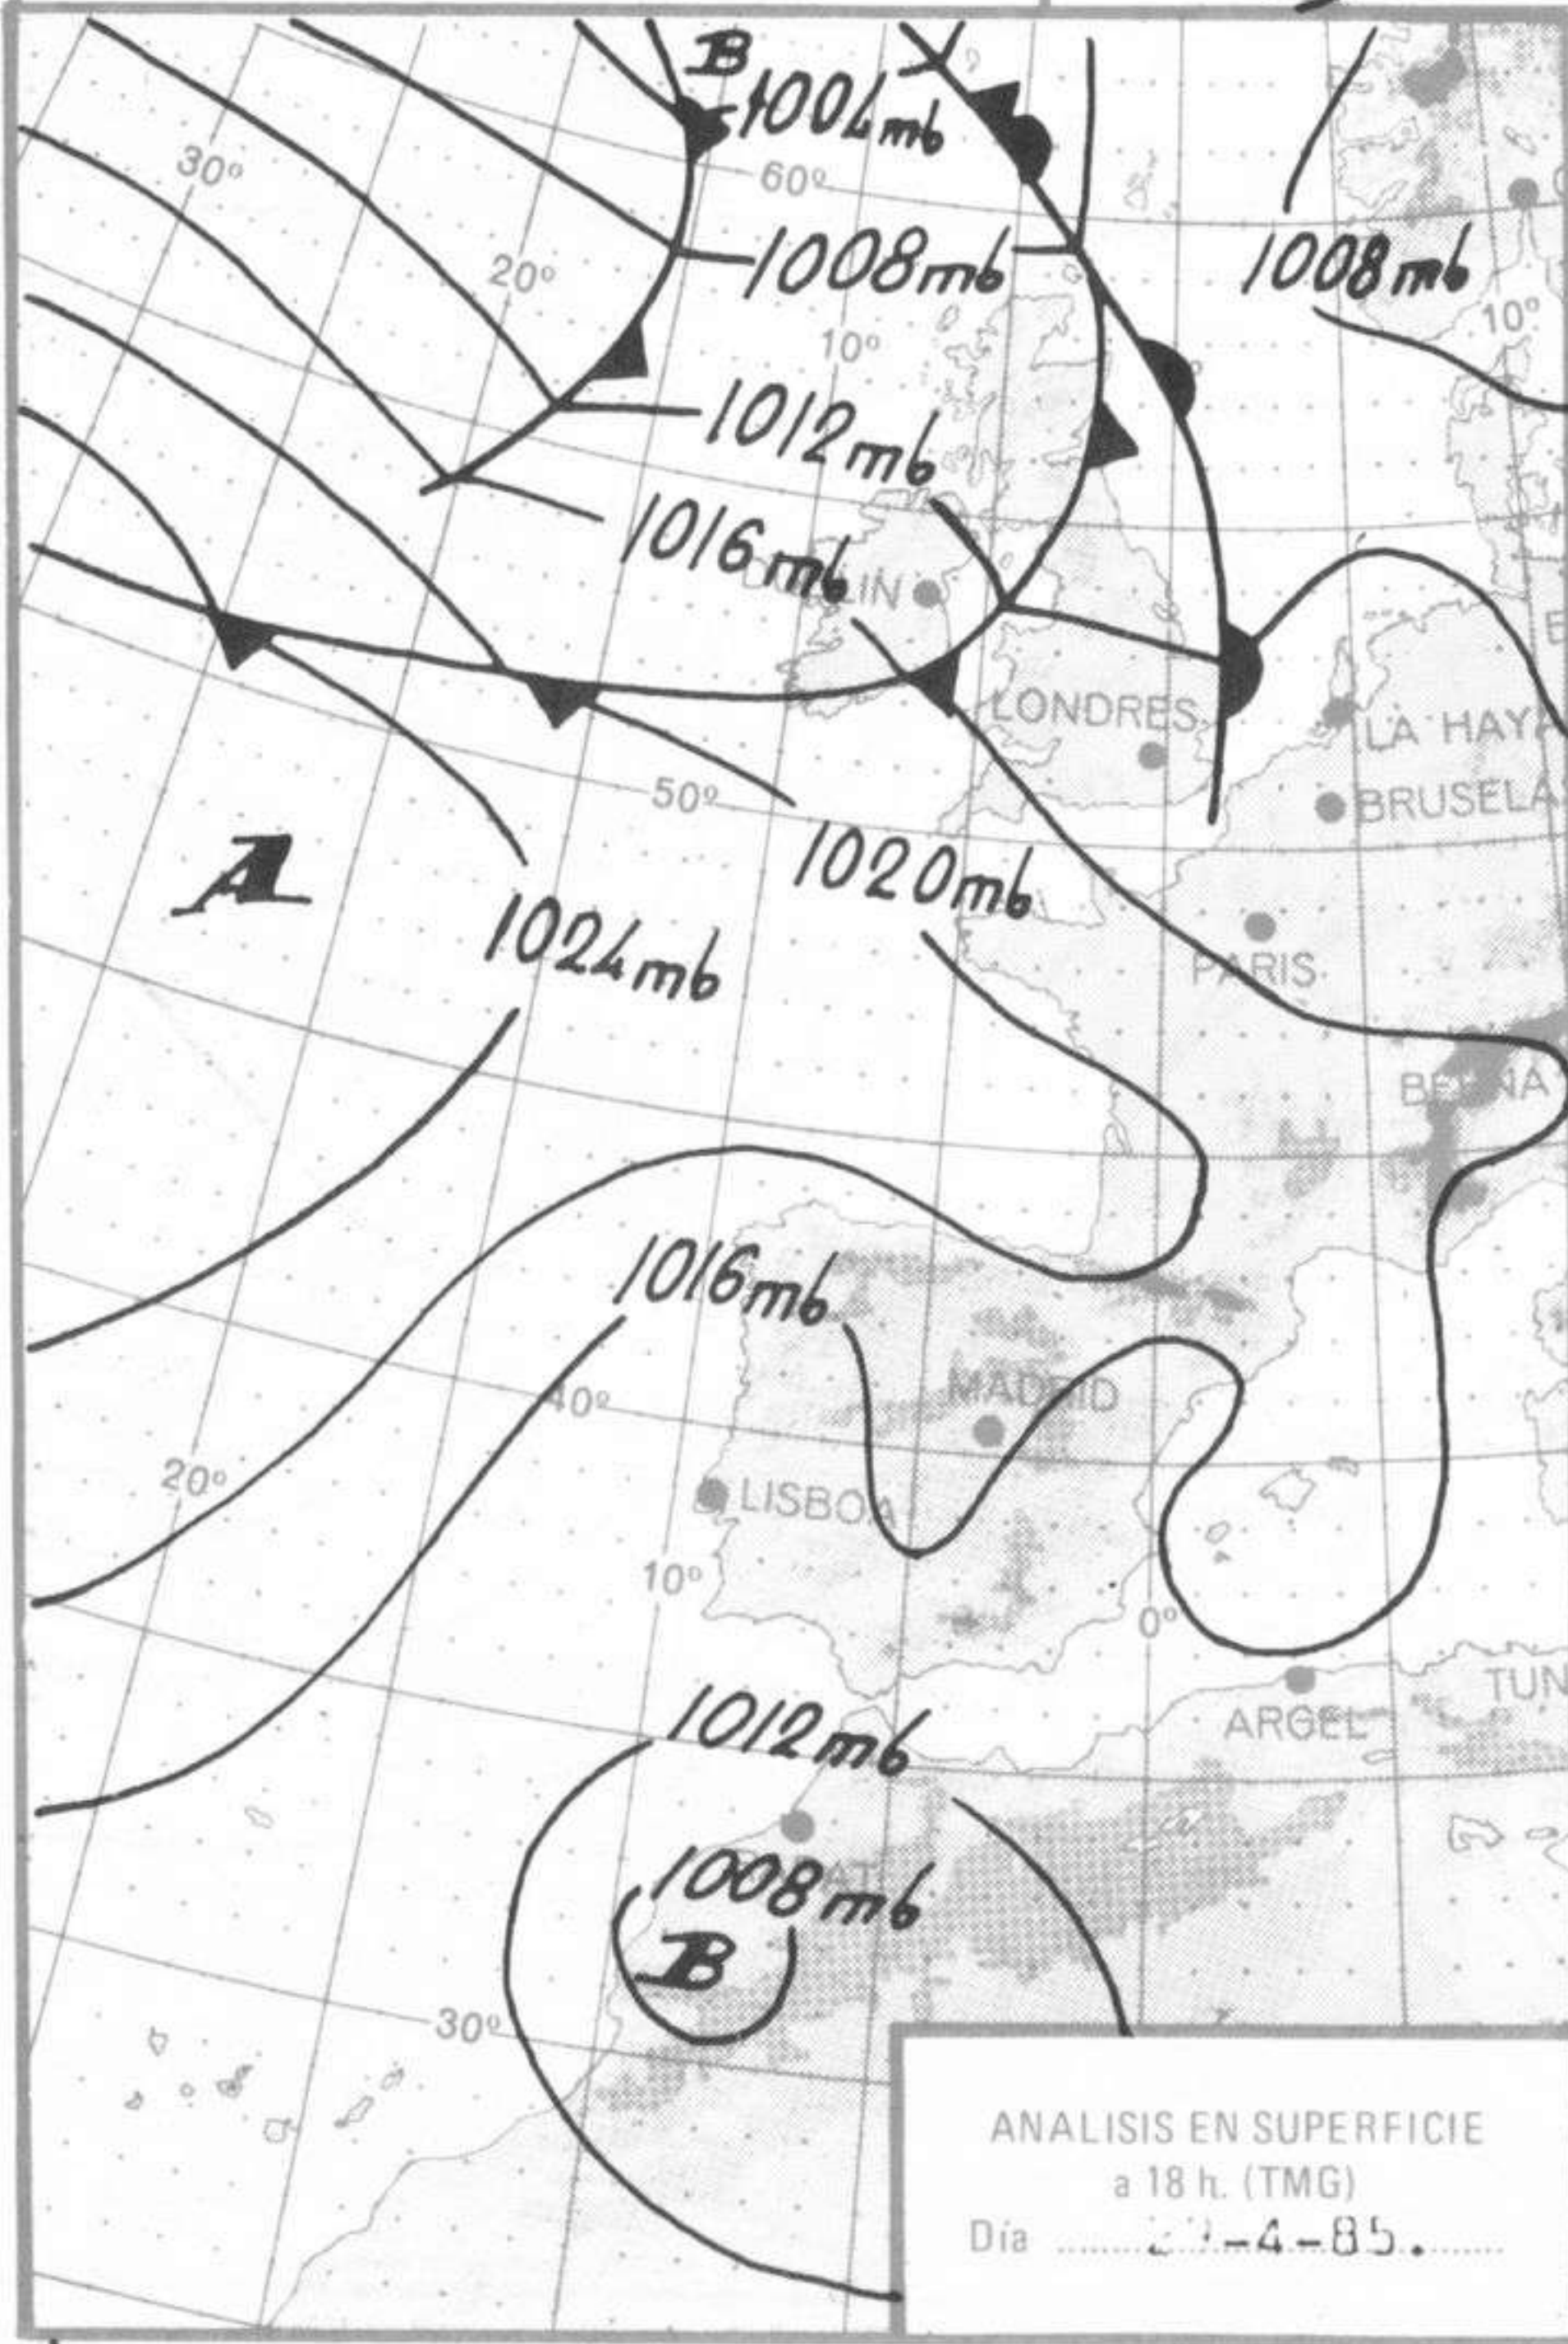 B
1004mb
30º
60º
20º
1008mb
1008mb
10º
10º
1012mb
1016mb
LONDRES
LA HAYA
BRUSELA
50º
A
1020mb
1024mb
PARIS
BERNA
1016mb
40º
MADRID
20º
LISBOA
10º
0º
1012mb
ARGEL
TUN
1008mb
B
30º
ANALISIS EN SUPERFICIE
a 18 h. (TMG)
Día -4-85.